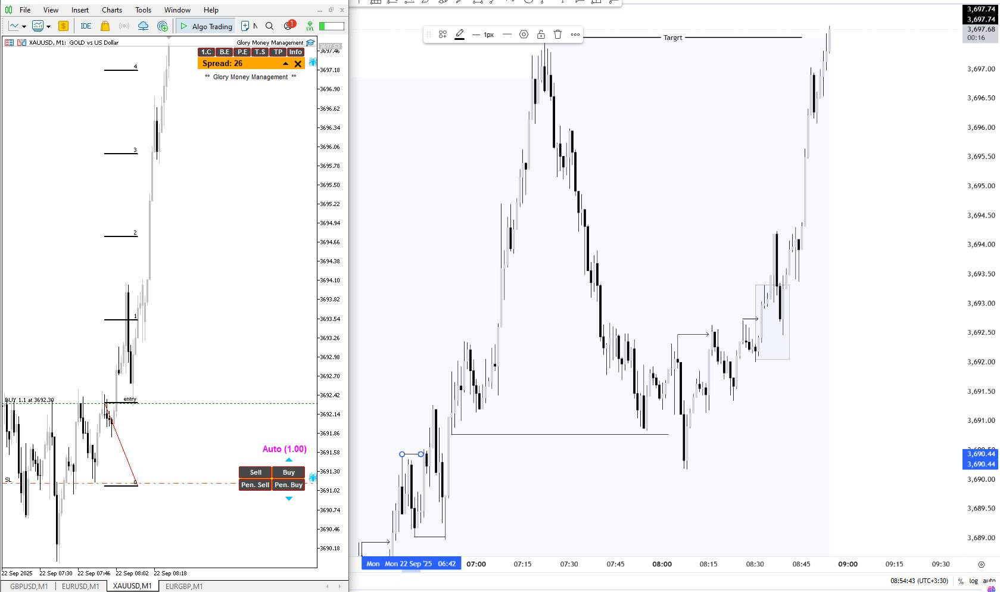 File View Insert Charts Tools Window Help
IDE Algo Trading N 1 LVL
XAUUSD, M1: GOLD vs US Dollar
Glory Money Management
1.C B.E P.E T.S TP Info
Spread: 26
** Glory Money Management **
4
3
2
1
entry
BUY 1.1 at 3692.30
SL
0
Auto (1.00)
Sell Buy
Pen. Sell Pen. Buy
3697.53
3697.46
3697.18
3696.90
3696.62
3696.34
3696.06
3695.78
3695.50
3695.22
3694.94
3694.66
3694.38
3694.10
3693.82
3693.54
3693.26
3692.98
3692.70
3692.42
3692.14
3691.86
3691.58
3691.30
3691.02
3690.74
3690.46
3690.18
22 Sep 2025 22 Sep 07:30 22 Sep 07:46 22 Sep 08:02 22 Sep 08:18
GBPUSD,M1 EURUSD,M1 XAUUSD,M1 EURGBP,M1
1px
Targrt
3,697.74
3,697.74
3,697.68
00:16
3,697.00
3,696.50
3,696.00
3,695.50
3,695.00
3,694.50
3,694.00
3,693.50
3,693.00
3,692.50
3,692.00
3,691.50
3,691.00
3,690.44
3,690.44
3,690.00
3,689.50
3,689.00
Mon Mon 22 Sep '25 06:42 07:00 07:15 07:30 07:45 08:00 08:15 08:30 08:45 09:00 09:15 09:30
08:54:43 (UTC+3:30) % log auto